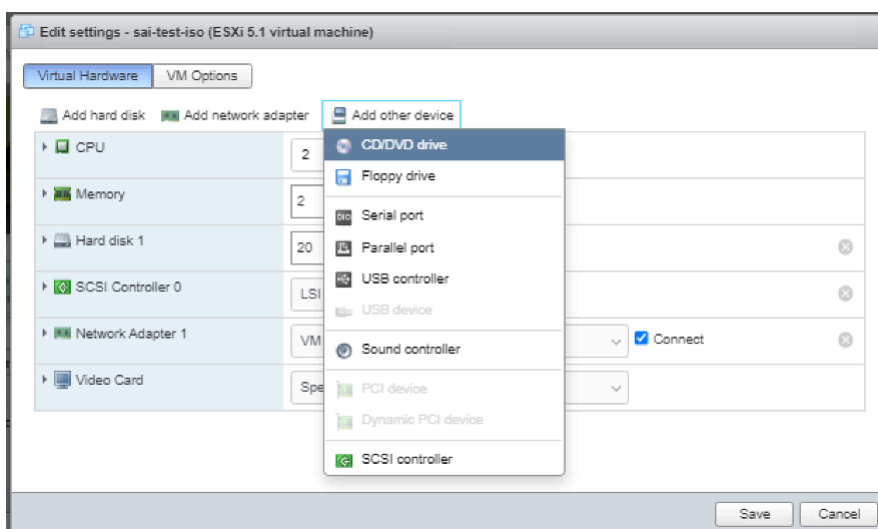 Edit settings - sai-test-iso (ESXi 5.1 virtual machine)
Virtual Hardware VM Options
Add hard disk Add network adapter Add other device
CPU 2
CD/DVD drive
Floppy drive
Serial port
Parallel port
USB controller
USB device
Sound controller
PCI device
Dynamic PCI device
SCSI controller
Memory 2
Hard disk 1 20
SCSI Controller 0 LSI
Network Adapter 1 VM Connect
Video Card Spe
Save Cancel